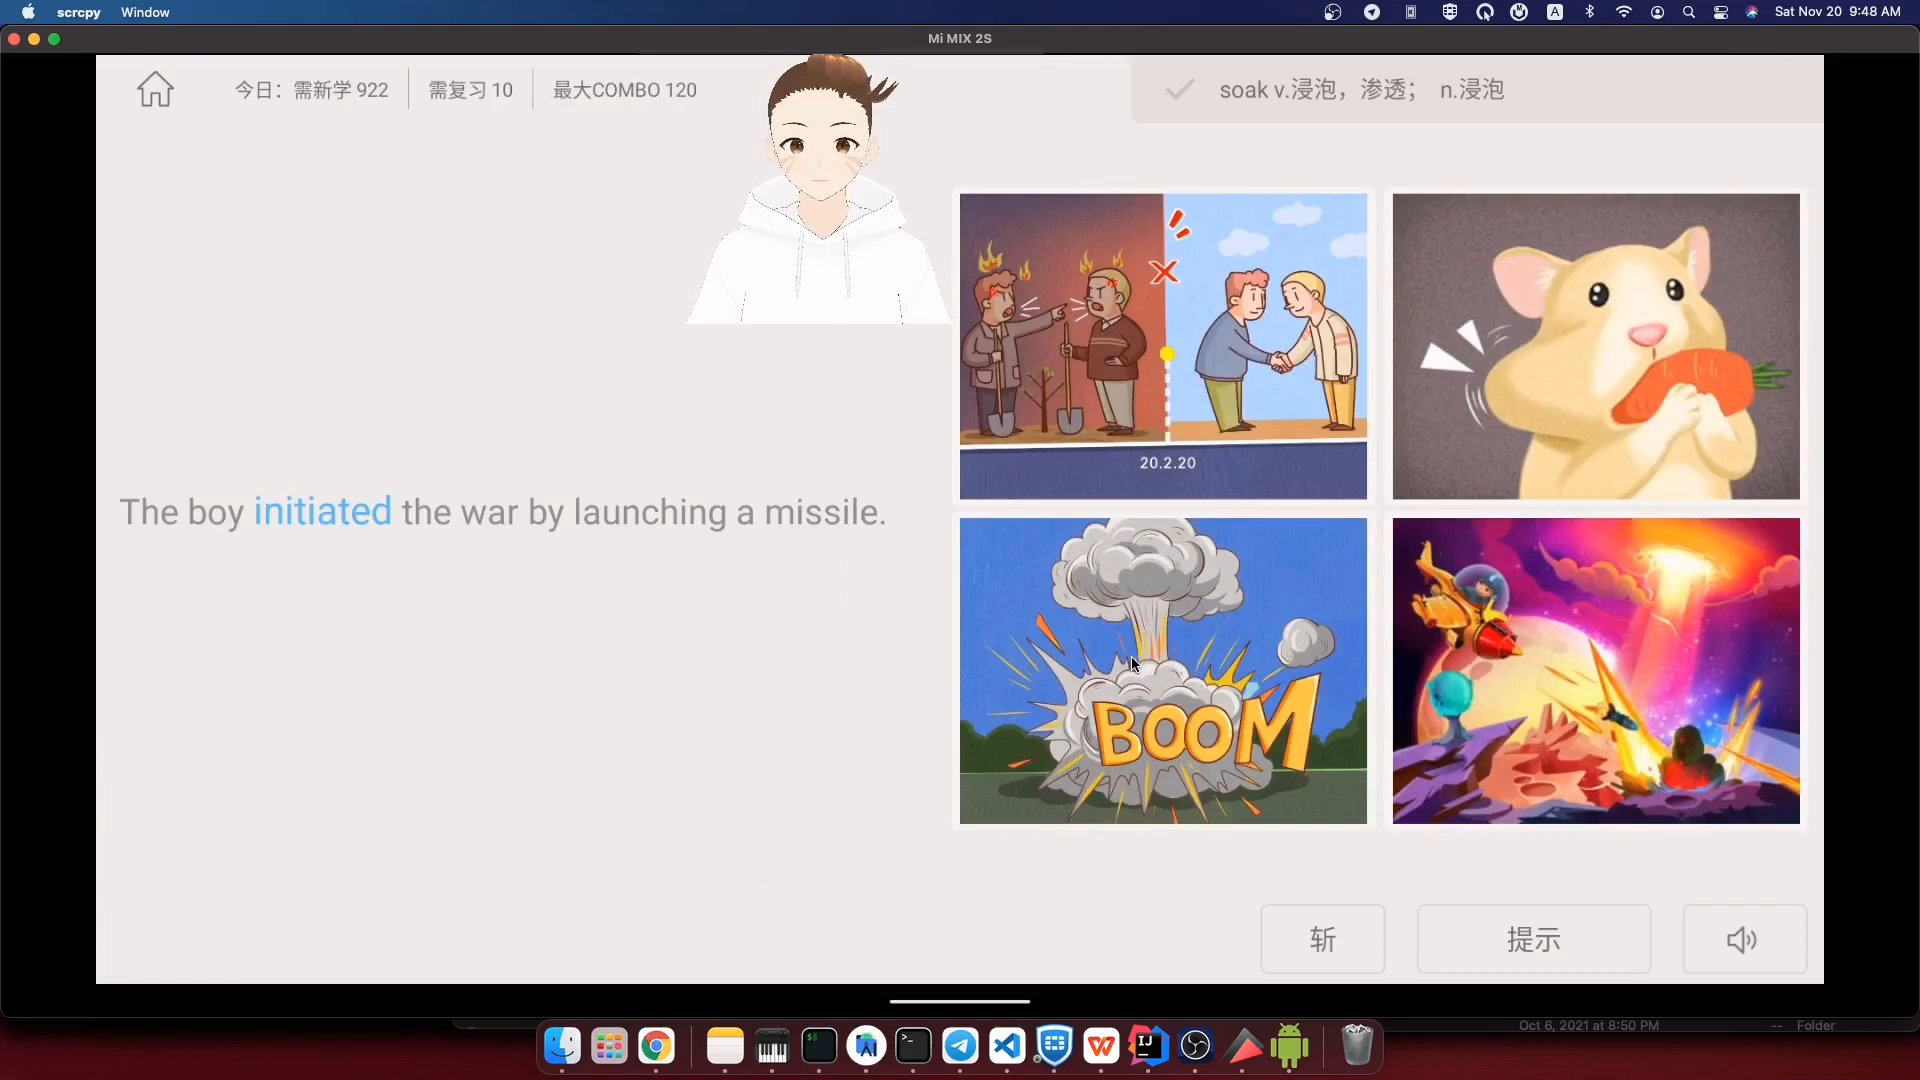 scrcpy Window
A Sat Nov 20 9:48 AM
Mi MIX 2S
今日：需新学 922 需复习 10 最大COMBO 120
soak v.浸泡，渗透； n.浸泡
20.2.20
The boy initiated the war by launching a missile.
BOOM
斩 提示
Oct 6, 2021 at 8:50 PM -- Folder
IJ